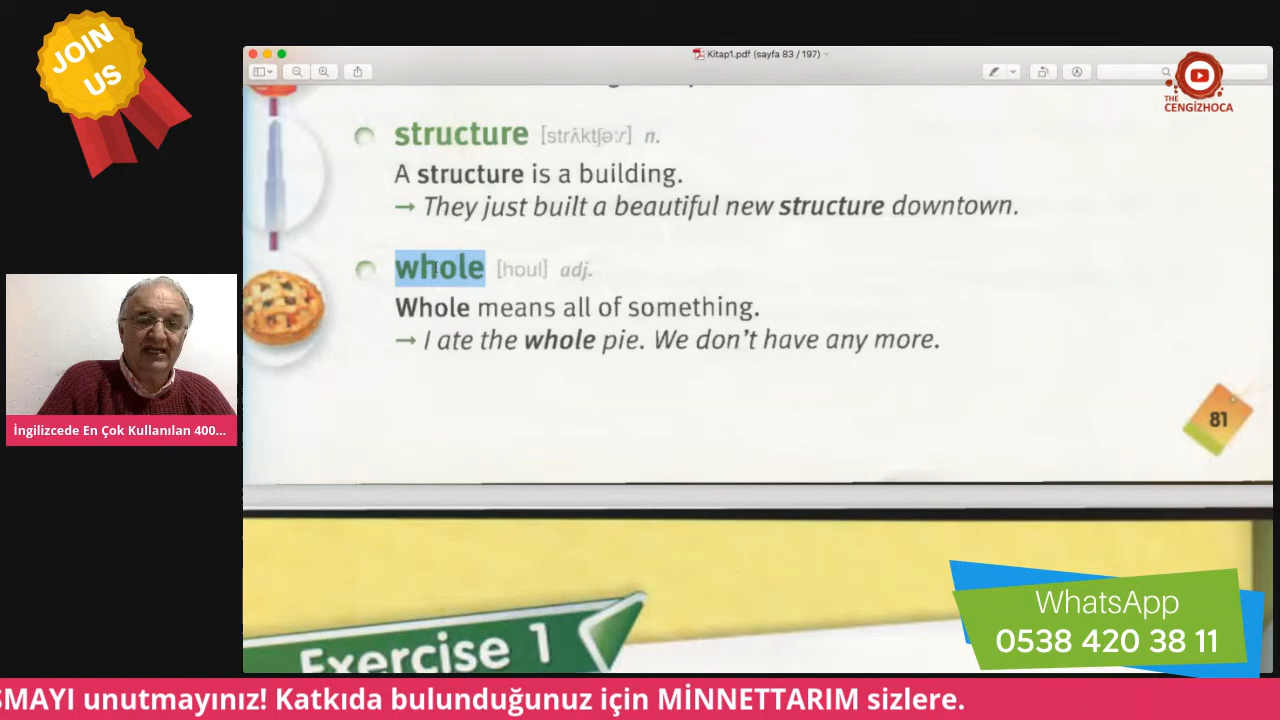 JOIN
US
Kitap1.pdf (sayfa 83 / 197)
THE
CENGİZHOCA
structure [strʌ́ktʃəːr] n.
A structure is a building.
→ They just built a beautiful new structure downtown.
whole [houl] adj.
Whole means all of something.
→ I ate the whole pie. We don't have any more.
81
İngilizcede En Çok Kullanılan 400...
Exercise 1
WhatsApp
0538 420 38 11
SMAYI unutmayınız! Katkıda bulunduğunuz için MİNNETTARIM sizlere.